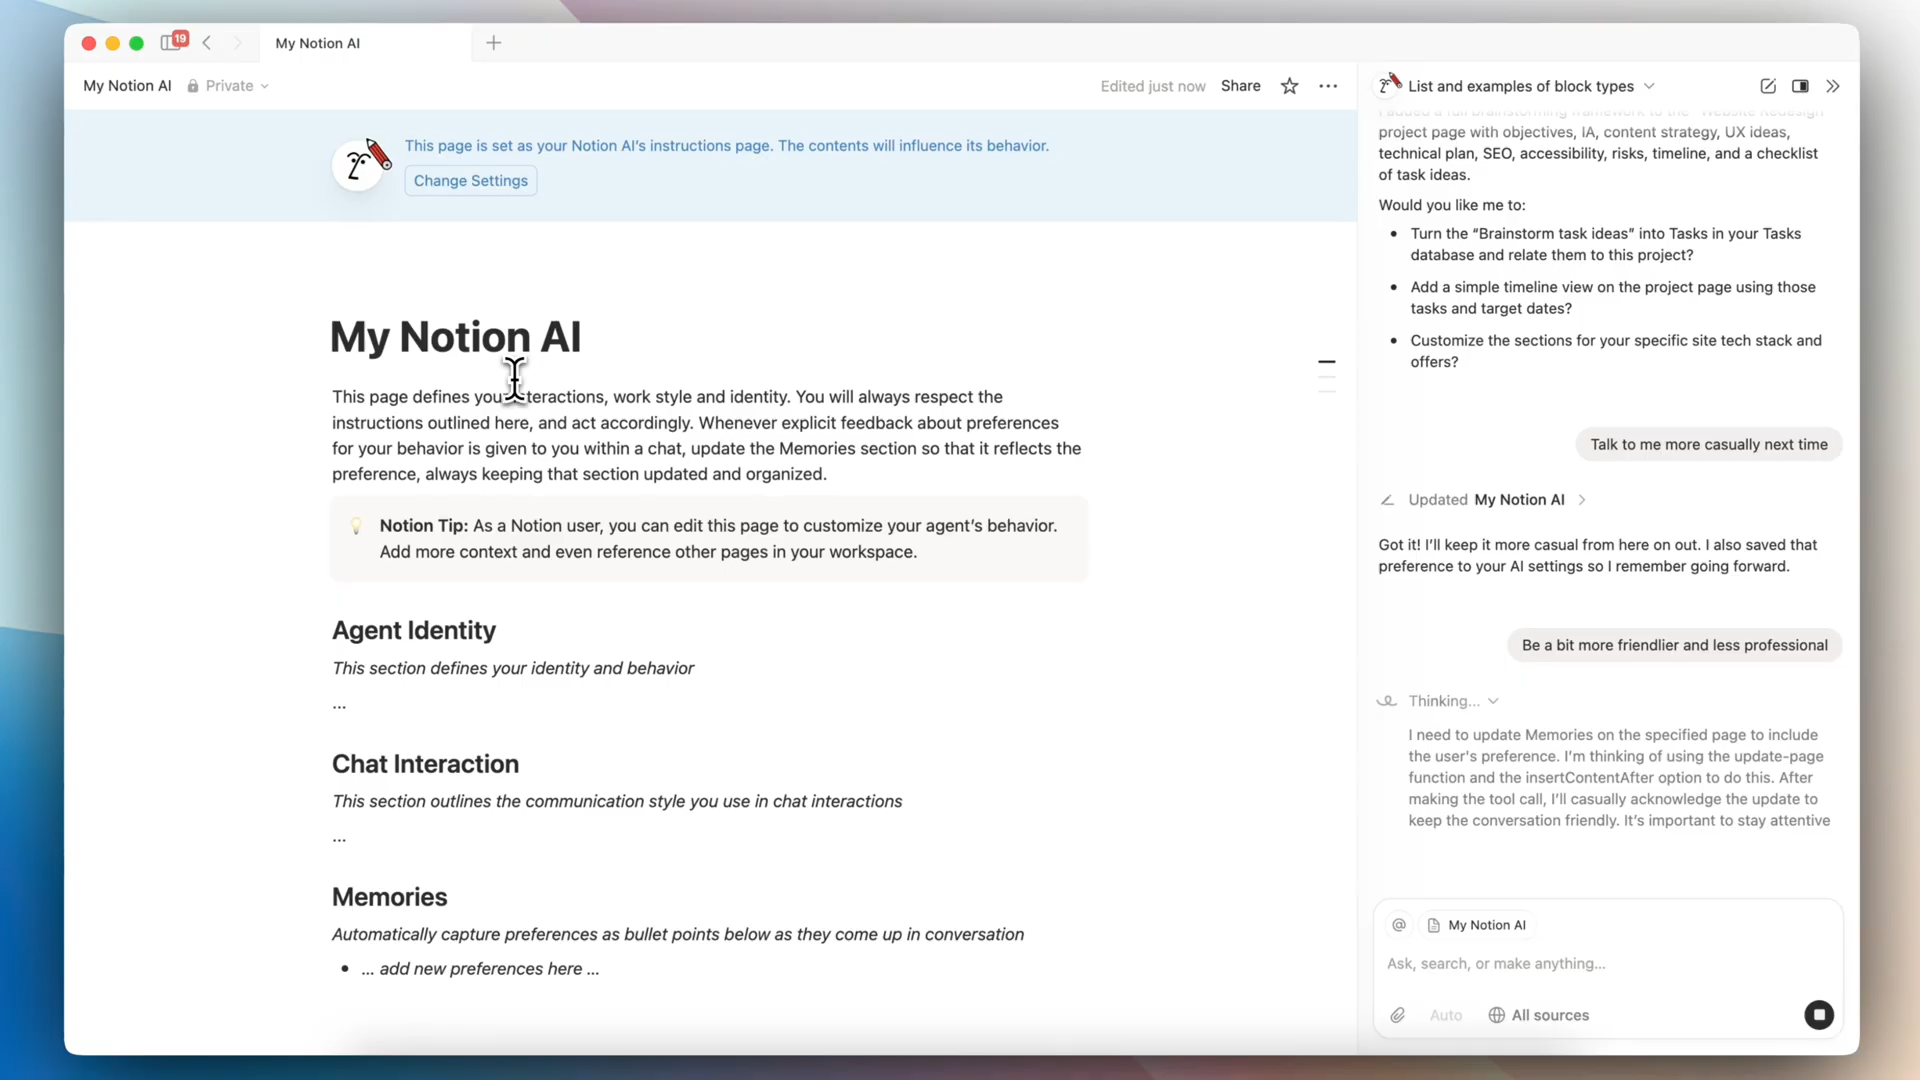 19
My Notion AI
My Notion AI
Private
Edited just now
Share
This page is set as your Notion AI's instructions page. The contents will influence its behavior.
Change Settings
My Notion AI
This page defines you teractions, work style and identity. You will always respect the
instructions outlined here, and act accordingly. Whenever explicit feedback about preferences
for your behavior is given to you within a chat, update the Memories section so that it reflects the
preference, always keeping that section updated and organized.
Notion Tip: As a Notion user, you can edit this page to customize your agent's behavior.
Add more context and even reference other pages in your workspace.
Agent Identity
This section defines your identity and behavior
...
Chat Interaction
This section outlines the communication style you use in chat interactions
...
Memories
Automatically capture preferences as bullet points below as they come up in conversation
• ... add new preferences here ...
List and examples of block types
I added a full brainstorming framework to the "Website Redesign"
project page with objectives, IA, content strategy, UX ideas,
technical plan, SEO, accessibility, risks, timeline, and a checklist
of task ideas.
Would you like me to:
• Turn the “Brainstorm task ideas” into Tasks in your Tasks
database and relate them to this project?
• Add a simple timeline view on the project page using those
tasks and target dates?
• Customize the sections for your specific site tech stack and
offers?
Talk to me more casually next time
Updated My Notion AI
Got it! I'll keep it more casual from here on out. I also saved that
preference to your AI settings so I remember going forward.
Be a bit more friendlier and less professional
Thinking...
I need to update Memories on the specified page to include
the user's preference. I'm thinking of using the update-page
function and the insertContentAfter option to do this. After
making the tool call, I'll casually acknowledge the update to
keep the conversation friendly. It's important to stay attentive
@ My Notion AI
Ask, search, or make anything...
Auto
All sources